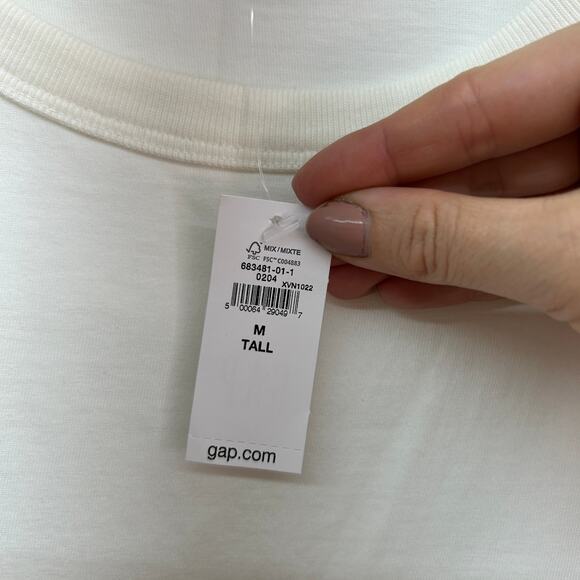 MIX/MIXTE
FSC FSC™ C004883
683481-01-1
0204 XVN1022
5 00064 29049 7
M
TALL
gap.com